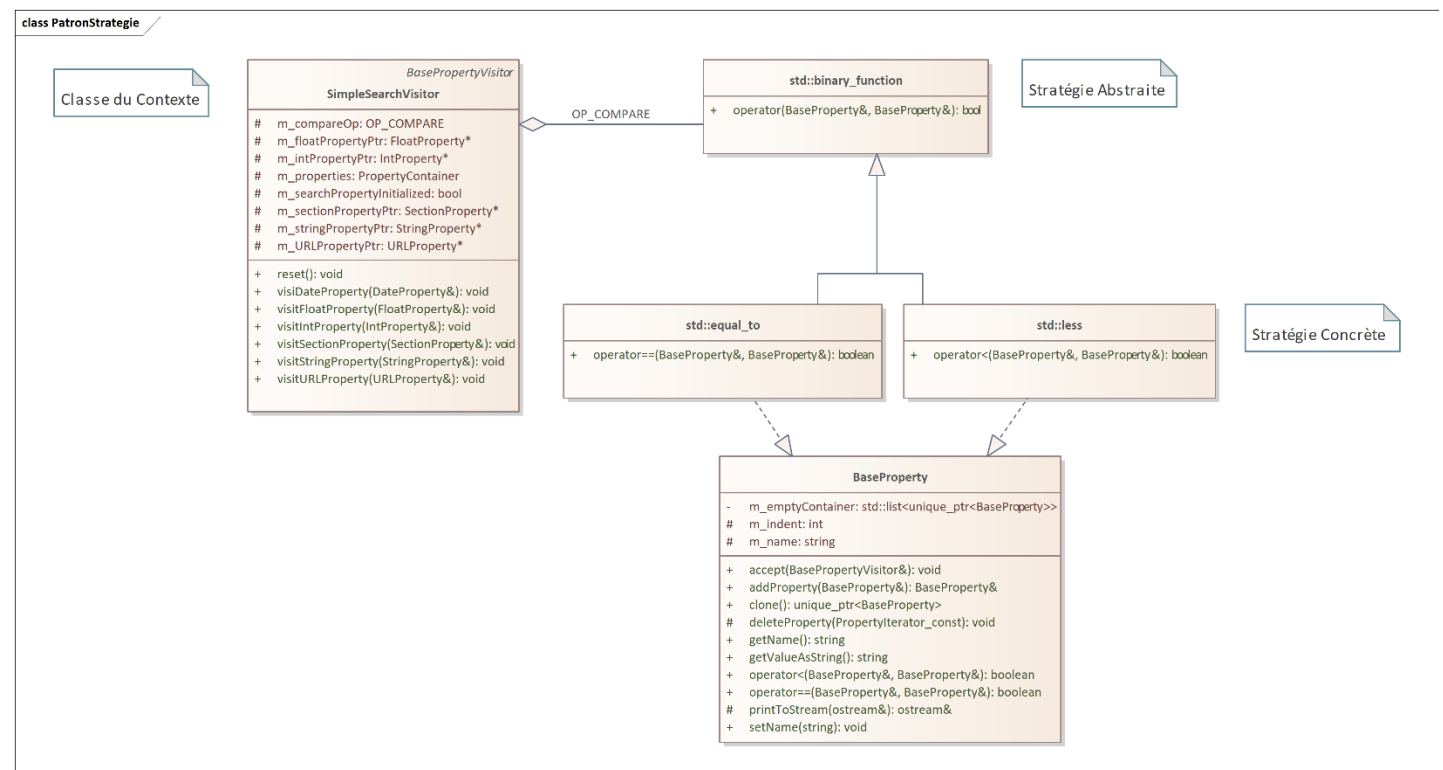 class PatronStrategie
Classe du Contexte
BasePropertyVisitor
SimpleSearchVisitor
# m_compareOp: OP_COMPARE
# m_floatPropertyPtr: FloatProperty*
# m_intPropertyPtr: IntProperty*
# m_properties: PropertyContainer
# m_searchPropertyInitialized: bool
# m_sectionPropertyPtr: SectionProperty*
# m_stringPropertyPtr: StringProperty*
# m_URLPropertyPtr: URLProperty*
+ reset(): void
+ visiDateProperty(DateProperty&): void
+ visitFloatProperty(FloatProperty&): void
+ visitIntProperty(IntProperty&): void
+ visitSectionProperty(SectionProperty&): void
+ visitStringProperty(StringProperty&): void
+ visitURLProperty(URLProperty&): void
OP_COMPARE
std::binary_function
+ operator(BaseProperty&, BaseProperty&): bool
Stratégie Abstraite
std::equal_to
+ operator==(BaseProperty&, BaseProperty&): boolean
std::less
+ operator<(BaseProperty&, BaseProperty&): boolean
Stratégie Concrète
BaseProperty
- m_emptyContainer: std::list<unique_ptr<BaseProperty>>
# m_indent: int
# m_name: string
+ accept(BasePropertyVisitor&): void
+ addProperty(BaseProperty&): BaseProperty&
+ clone(): unique_ptr<BaseProperty>
# deleteProperty(PropertyIterator_const): void
+ getName(): string
+ getValueAsString(): string
+ operator<(BaseProperty&, BaseProperty&): boolean
+ operator==(BaseProperty&, BaseProperty&): boolean
# printToStream(ostream&): ostream&
+ setName(string): void